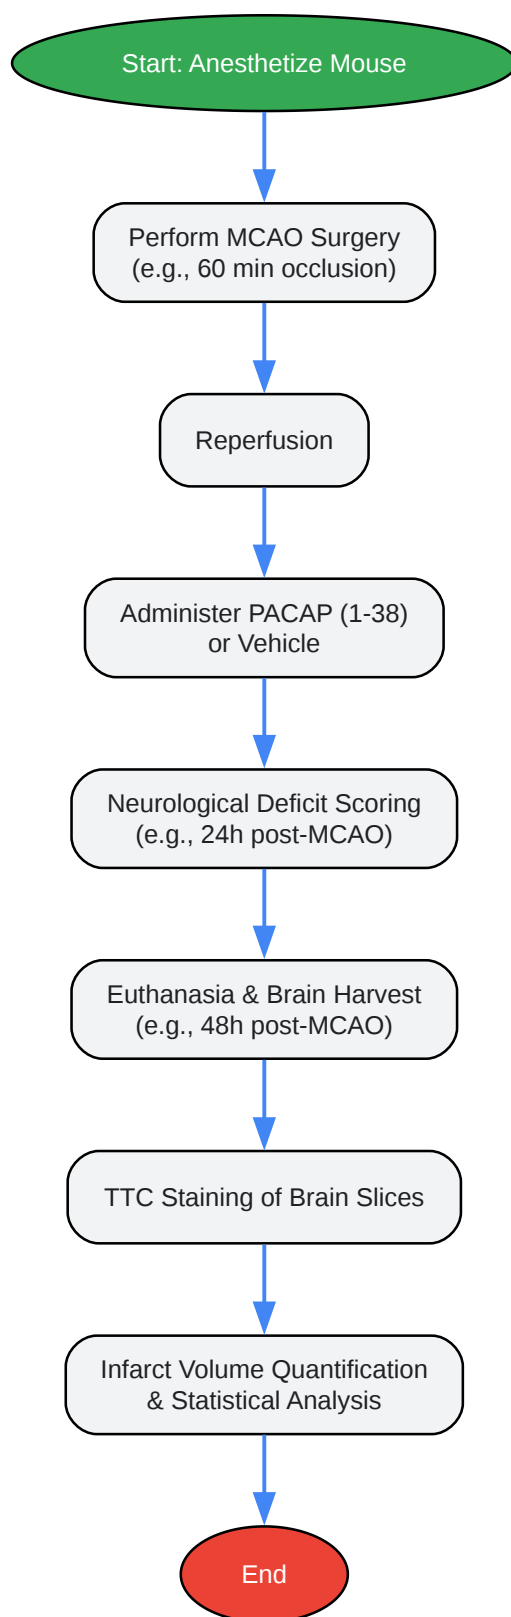 Start: Anesthetize Mouse
Perform MCAO Surgery
(e.g., 60 min occlusion)
Reperfusion
Administer PACAP (1-38)
or Vehicle
Neurological Deficit Scoring
(e.g., 24h post-MCAO)
Euthanasia & Brain Harvest
(e.g., 48h post-MCAO)
TTC Staining of Brain Slices
Infarct Volume Quantification
& Statistical Analysis
End